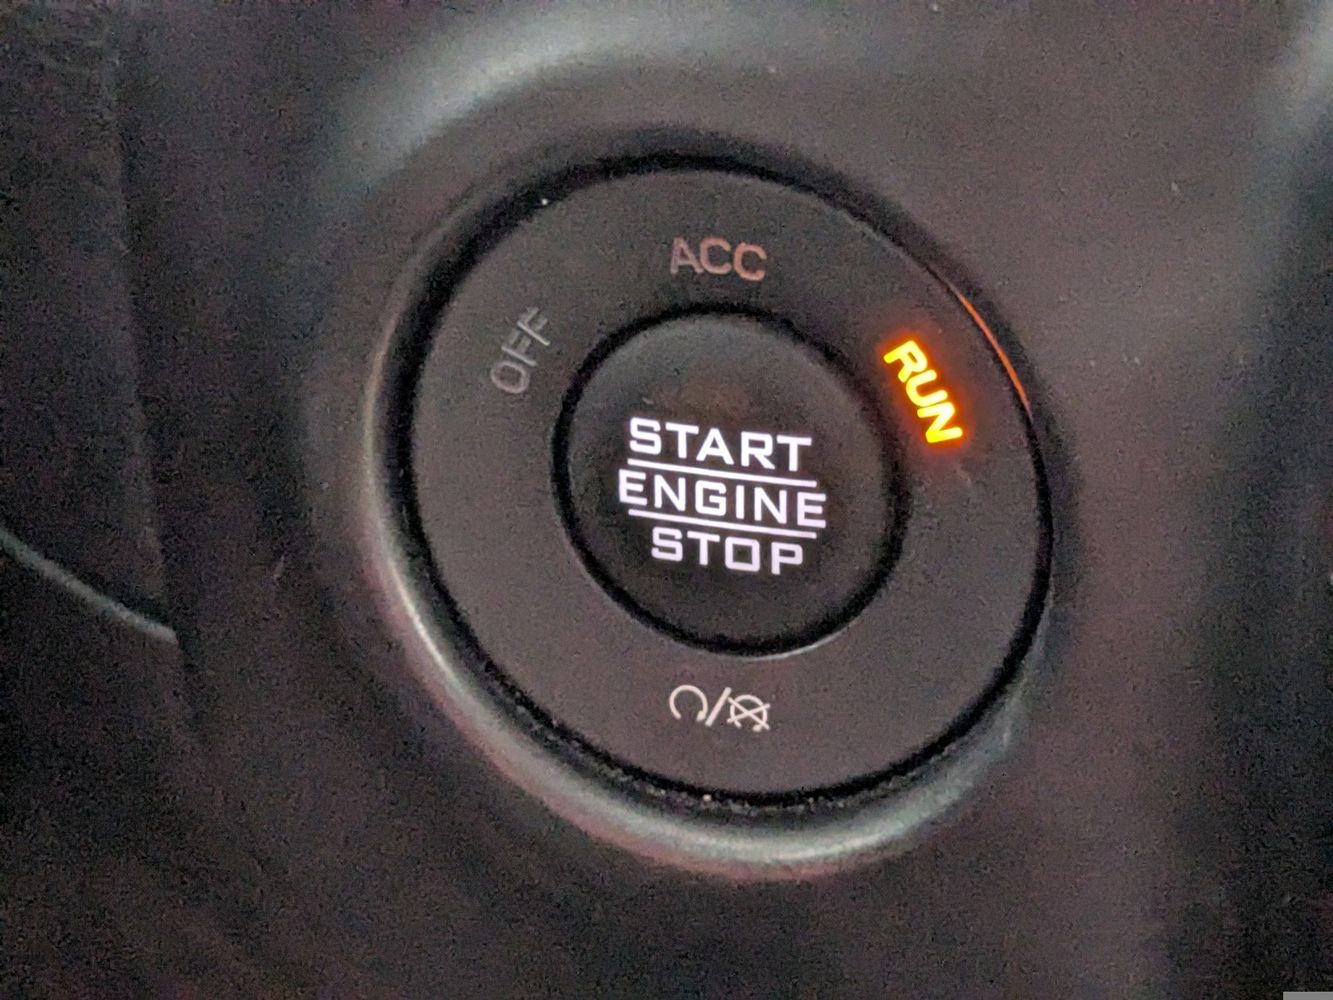 ACC
OFF
RUN
START
ENGINE
STOP